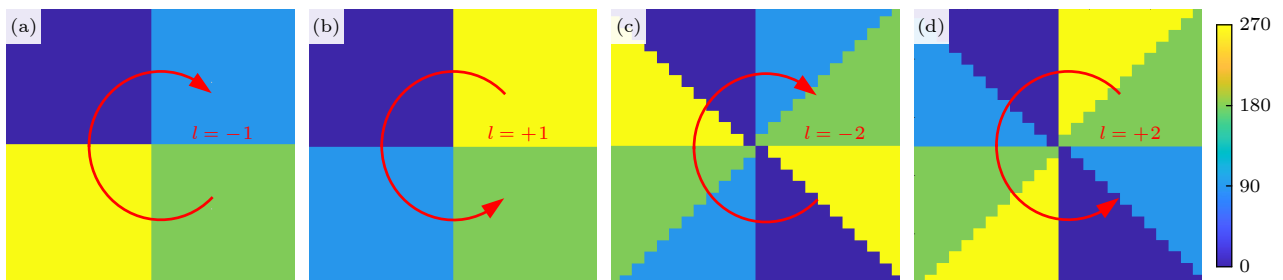 (a)
(b)
(c)
(d)
l = −1
l = +1
l = −2
l = +2
270
180
90
0